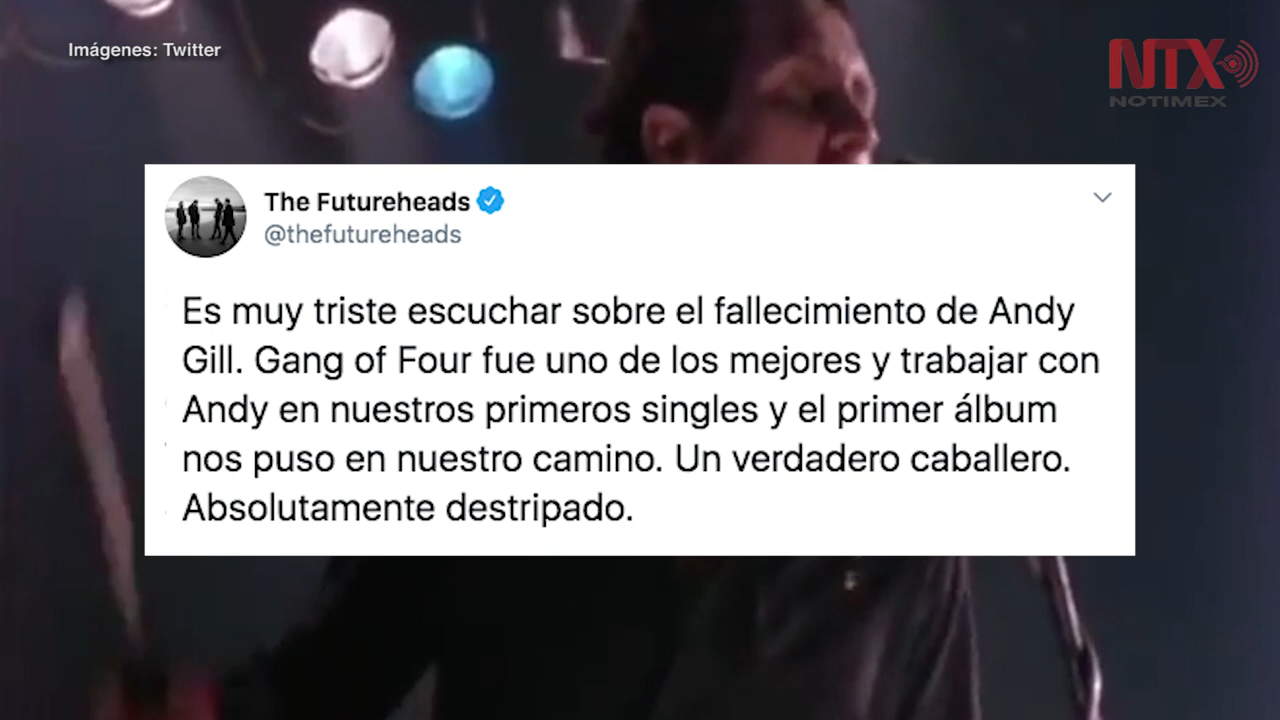 Imágenes: Twitter
NTX
NOTIMEX
The Futureheads
@thefutureheads
Es muy triste escuchar sobre el fallecimiento de Andy
Gill. Gang of Four fue uno de los mejores y trabajar con
Andy en nuestros primeros singles y el primer álbum
nos puso en nuestro camino. Un verdadero caballero.
Absolutamente destripado.